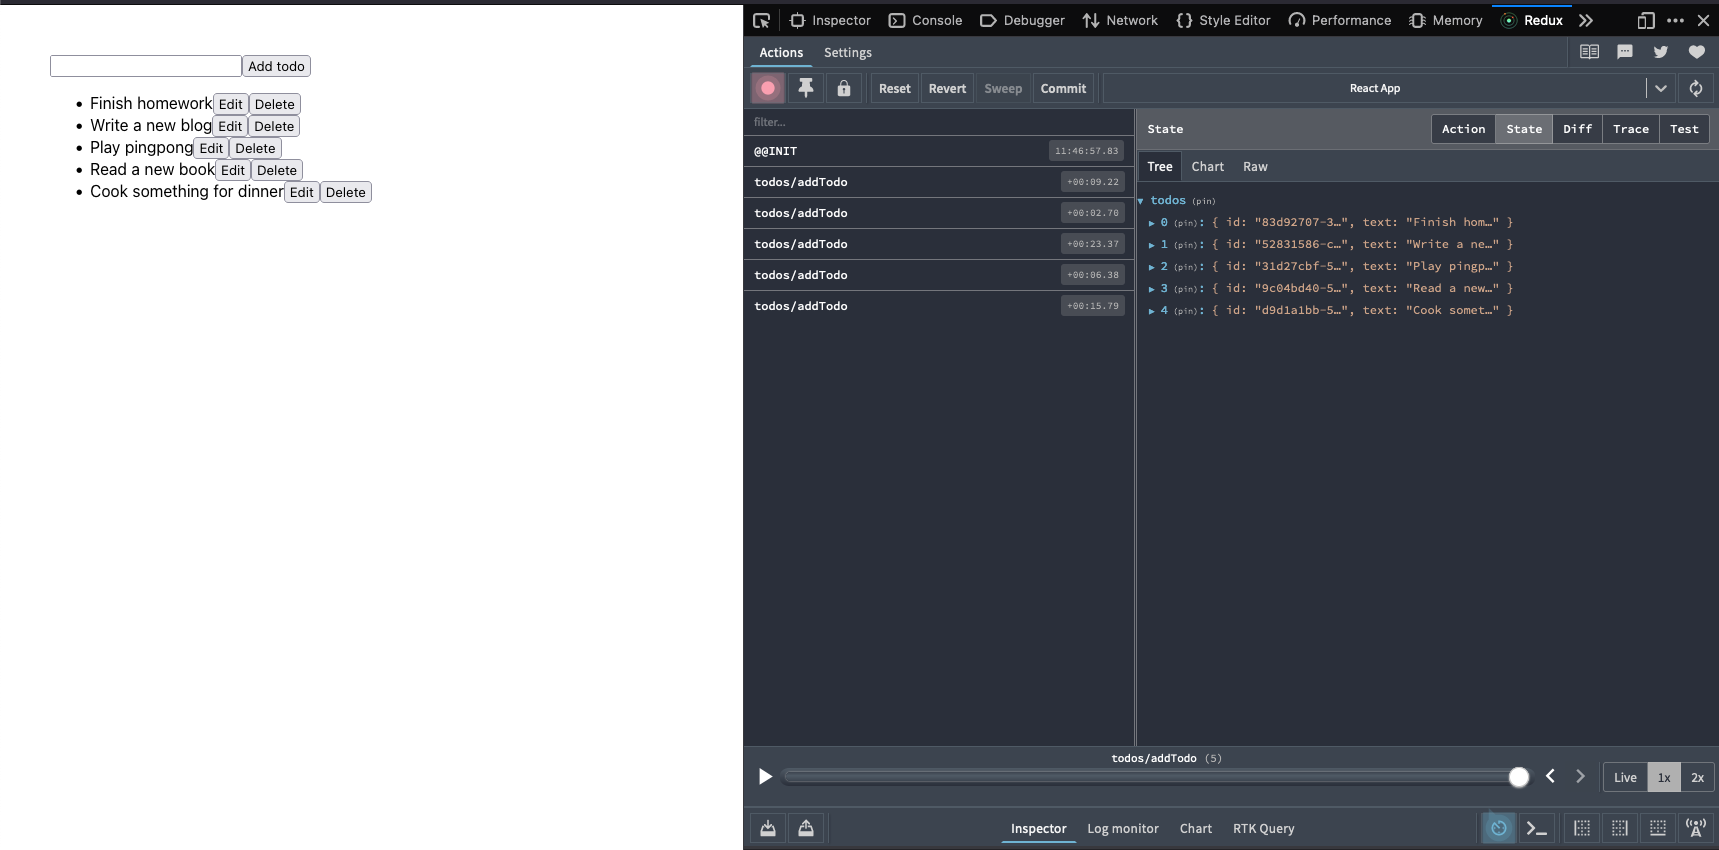 Add todo
Finish homework Edit Delete
Write a new blog Edit Delete
Play pingpong Edit Delete
Read a new book Edit Delete
Cook something for dinner Edit Delete
Inspector Console Debugger Network Style Editor Performance Memory Redux
Actions Settings
Reset Revert Sweep Commit React App
filter...
@@INIT 11:46:57.83
todos/addTodo +00:09.22
todos/addTodo +00:02.70
todos/addTodo +00:23.37
todos/addTodo +00:06.38
todos/addTodo +00:15.79
State Action State Diff Trace Test
Tree Chart Raw
todos (pin)
0 (pin): { id: "83d92707-3…", text: "Finish hom…" }
1 (pin): { id: "52831586-c…", text: "Write a ne…" }
2 (pin): { id: "31d27cbf-5…", text: "Play pingp…" }
3 (pin): { id: "9c04bd40-5…", text: "Read a new…" }
4 (pin): { id: "d9d1a1bb-5…", text: "Cook somet…" }
todos/addTodo (5)
Live 1x 2x
Inspector Log monitor Chart RTK Query